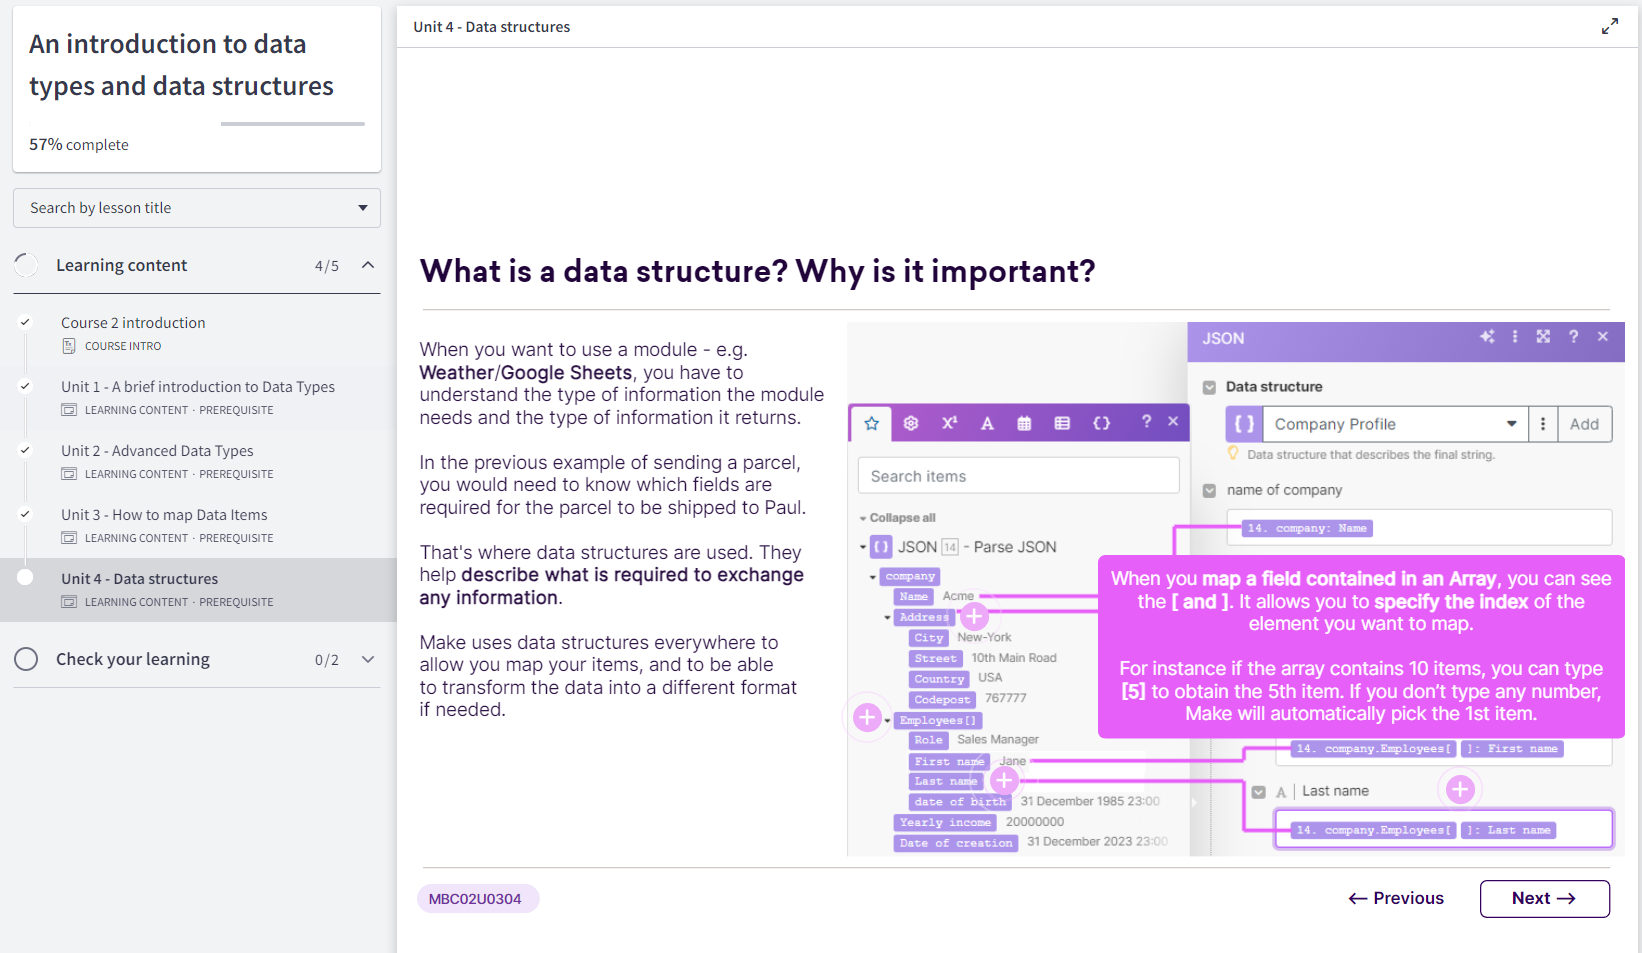 An introduction to data
types and data structures
57% complete
Search by lesson title
Learning content 4/5
Course 2 introduction
COURSE INTRO
Unit 1 - A brief introduction to Data Types
LEARNING CONTENT · PREREQUISITE
Unit 2 - Advanced Data Types
LEARNING CONTENT · PREREQUISITE
Unit 3 - How to map Data Items
LEARNING CONTENT · PREREQUISITE
Unit 4 - Data structures
LEARNING CONTENT · PREREQUISITE
Check your learning 0/2
Unit 4 - Data structures
What is a data structure? Why is it important?
When you want to use a module - e.g.
Weather/Google Sheets, you have to
understand the type of information the module
needs and the type of information it returns.
In the previous example of sending a parcel,
you would need to know which fields are
required for the parcel to be shipped to Paul.
That's where data structures are used. They
help describe what is required to exchange
any information.
Make uses data structures everywhere to
allow you map your items, and to be able
to transform the data into a different format
if needed.
Search items
Collapse all
JSON 14 - Parse JSON
company
Name Acme
Address
City New-York
Street 10th Main Road
Country USA
Codepost 767777
Employees[]
Role Sales Manager
First name Jane
Last name
date of birth 31 December 1985 23:00
Yearly income 20000000
Date of creation 31 December 2023 23:00
JSON
Data structure
Company Profile Add
Data structure that describes the final string.
name of company
14. company: Name
When you map a field contained in an Array, you can see
the [ and ]. It allows you to specify the index of the
element you want to map.
For instance if the array contains 10 items, you can type
[5] to obtain the 5th item. If you don't type any number,
Make will automatically pick the 1st item.
14. company.Employees[ ]: First name
A Last name
14. company.Employees[ ]: Last name
MBC02U0304
← Previous
Next →